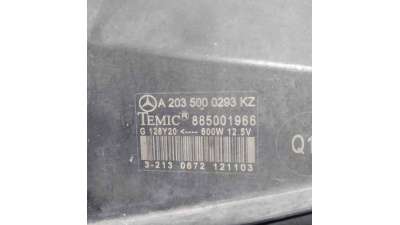 A 203 500 0293 KZ
TEMIC® 885001966
G 128Y20 <---- 600W 12.5V
Q1
3-213 0672 121103